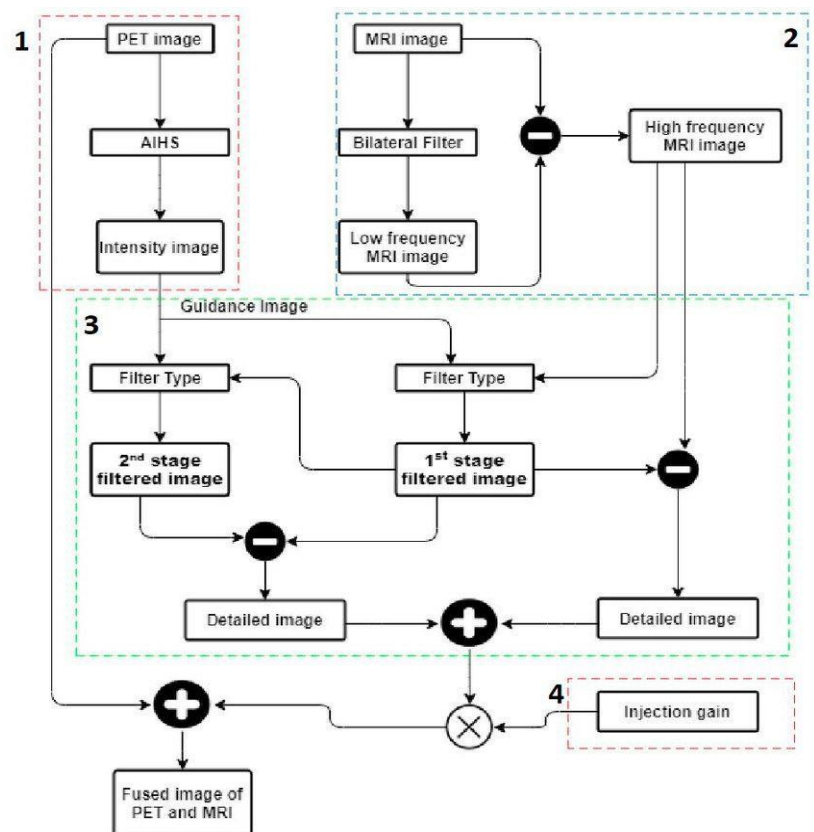 1
PET image
AIHS
Intensity image
2
MRI image
Bilateral Filter
Low frequency
MRI image
High frequency
MRI image
3
Guidance Image
Filter Type
Filter Type
2nd stage
filtered image
1st stage
filtered image
Detailed image
Detailed image
4
Injection gain
Fused image of
PET and MRI